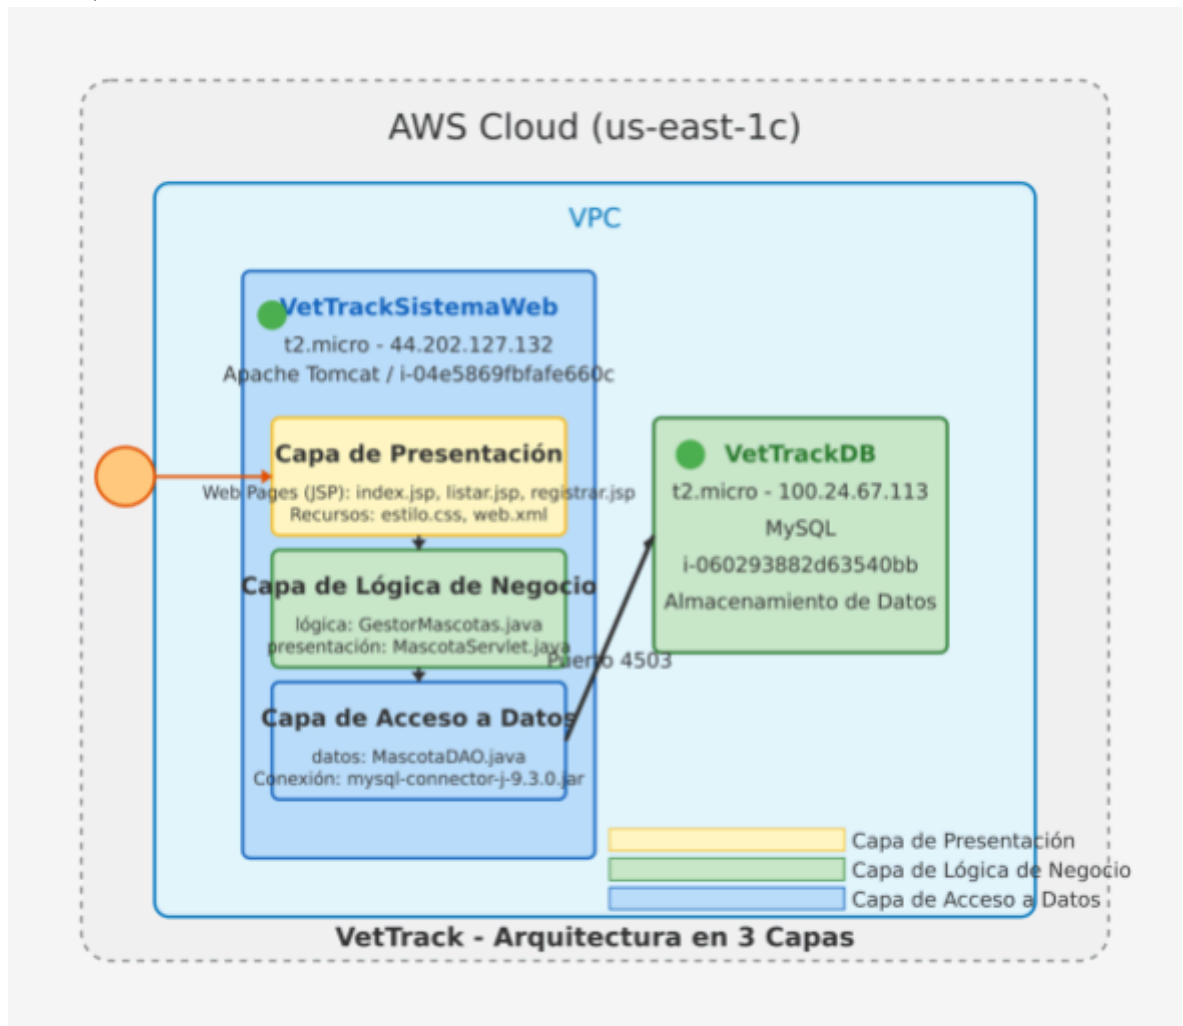 AWS Cloud (us-east-1c)
VPC
VetTrackSistemaWeb
t2.micro - 44.202.127.132
Apache Tomcat / i-04e5869fbfafe660c
Capa de Presentación
Web Pages (JSP): index.jsp, listar.jsp, registrar.jsp
Recursos: estilo.css, web.xml
Capa de Lógica de Negocio
lógica: GestorMascotas.java
presentación: MascotaServlet.java
Capa de Acceso a Datos
datos: MascotaDAO.java
Conexión: mysql-connector-j-9.3.0.jar
Puerto 4503
VetTrackDB
t2.micro - 100.24.67.113
MySQL
i-060293882d63540bb
Almacenamiento de Datos
Capa de Presentación
Capa de Lógica de Negocio
Capa de Acceso a Datos
VetTrack - Arquitectura en 3 Capas